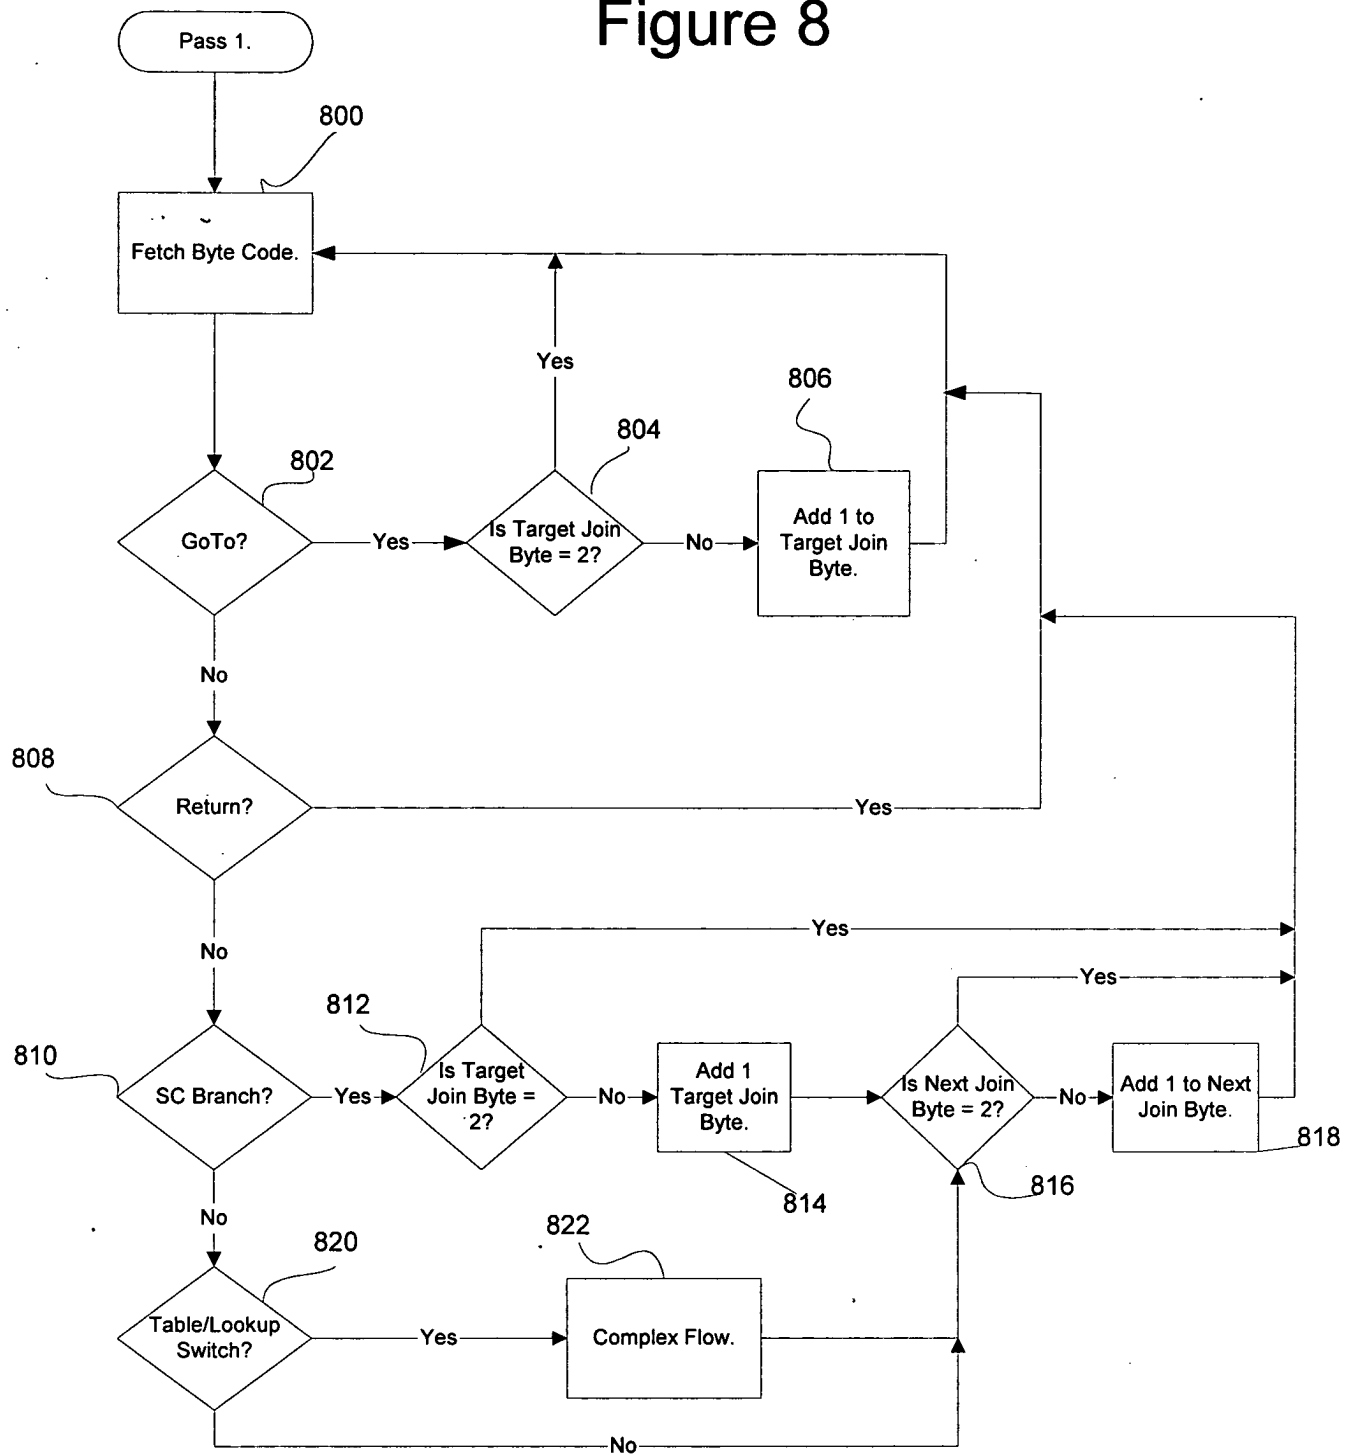 Figure 8
Pass 1.
800
Fetch Byte Code.
Yes
806
804
802
GoTo?
Yes
Is Target Join
Byte = 2?
No
Add 1 to
Target Join
Byte.
No
808
Return?
Yes
No
Yes
Yes
812
810
SC Branch?
Yes
Is Target
Join Byte =
2?
No
Add 1
Target Join
Byte.
Is Next Join
Byte = 2?
No
Add 1 to Next
Join Byte.
818
816
814
No
822
820
Table/Lookup
Switch?
Yes
Complex Flow.
No